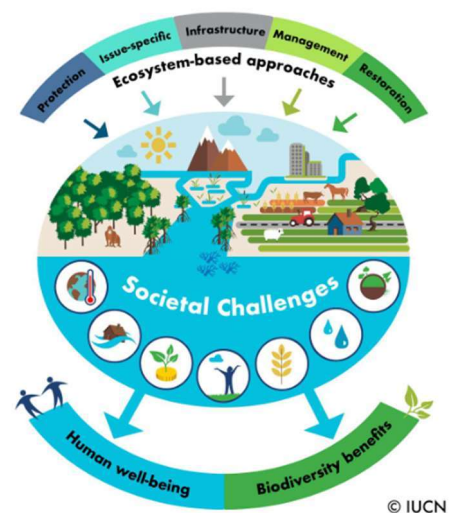 Protection
Issue-specific
Infrastructure
Management
Restoration
Ecosystem-based approaches
Societal Challenges
Human well-being
Biodiversity benefits
© IUCN